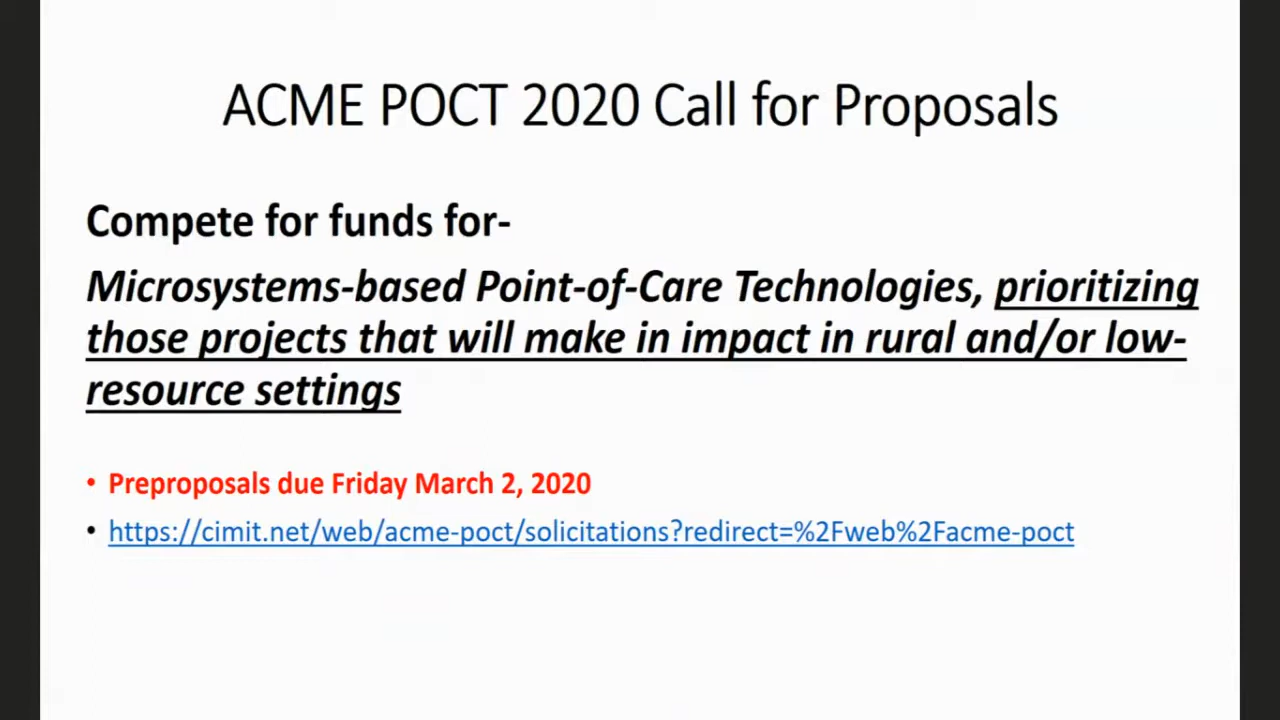 ACME POCT 2020 Call for Proposals
Compete for funds for-
Microsystems-based Point-of-Care Technologies, prioritizing
those projects that will make in impact in rural and/or low-
resource settings
• Preproposals due Friday March 2, 2020
• https://cimit.net/web/acme-poct/solicitations?redirect=%2Fweb%2Facme-poct